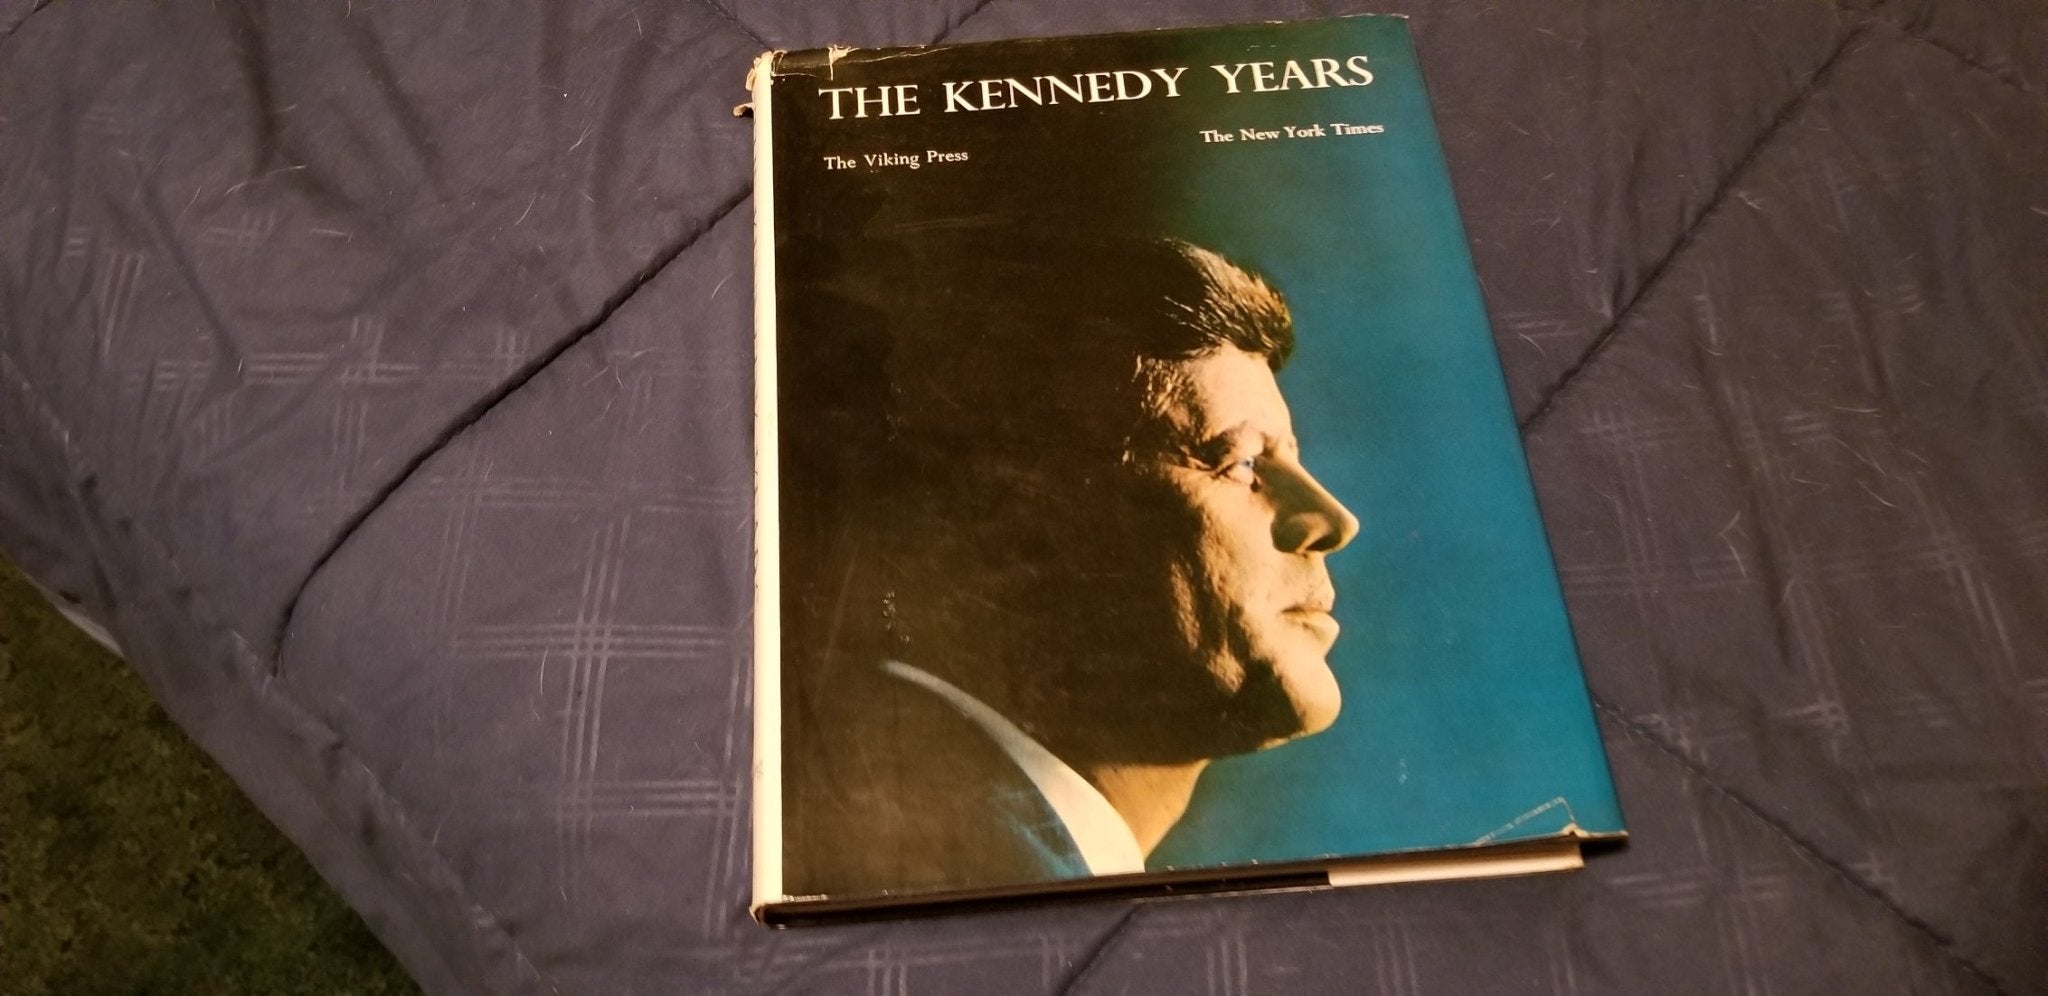 THE KENNEDY YEARS
The New York Times
The Viking Press